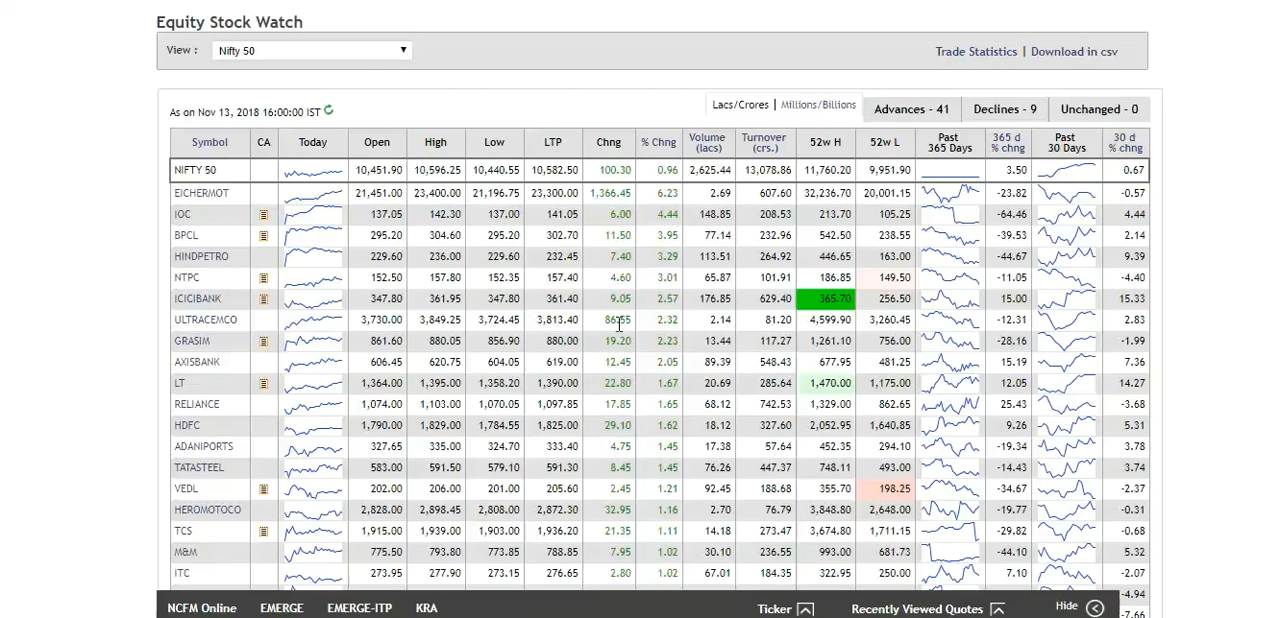 Equity Stock Watch
View : Nifty 50 Trade Statistics | Download in csv
As on Nov 13, 2018 16:00:00 IST Lacs/Crores | Millions/Billions Advances - 41 Declines - 9 Unchanged - 0
Symbol CA Today Open High Low LTP Chng % Chng Volume (lacs) Turnover (crs.) 52w H 52w L Past 365 Days 365 d % chng Past 30 Days 30 d % chng
NIFTY 50 10,451.90 10,596.25 10,440.55 10,582.50 100.30 0.96 2,625.44 13,078.86 11,760.20 9,951.90 3.50 0.67
EICHERMOT 21,451.00 23,400.00 21,196.75 23,300.00 1,366.45 6.23 2.69 607.60 32,236.70 20,001.15 -23.82 -0.57
IOC 137.05 142.30 137.00 141.05 6.00 4.44 148.85 208.53 213.70 105.25 -64.46 4.44
BPCL 295.20 304.60 295.20 302.70 11.50 3.95 77.14 232.96 542.50 238.55 -39.53 2.14
HINDPETRO 229.60 236.00 229.60 232.45 7.40 3.29 113.51 264.92 446.65 163.00 -44.67 9.39
NTPC 152.50 157.80 152.35 157.40 4.60 3.01 65.87 101.91 186.85 149.50 -11.05 -4.40
ICICIBANK 347.80 361.95 347.80 361.40 9.05 2.57 176.85 629.40 365.70 256.50 15.00 15.33
ULTRACEMCO 3,730.00 3,849.25 3,724.45 3,813.40 2.32 2.14 81.20 4,599.90 3,260.45 -12.31 2.83
GRASIM 861.60 880.05 856.90 880.00 19.20 2.23 13.44 117.27 1,261.10 756.00 -28.16 -1.99
AXISBANK 606.45 620.75 604.05 619.00 12.45 2.05 89.39 548.43 677.95 481.25 15.19 7.36
LT 1,364.00 1,395.00 1,358.20 1,390.00 22.80 1.67 20.69 285.64 1,470.00 1,175.00 12.05 14.27
RELIANCE 1,074.00 1,103.00 1,070.05 1,097.85 17.85 1.65 68.12 742.53 1,329.00 862.65 25.43 -3.68
HDFC 1,790.00 1,829.00 1,784.55 1,825.00 29.10 1.62 18.12 327.60 2,052.95 1,640.85 9.26 5.31
ADANIPORTS 327.65 335.00 324.70 333.40 4.75 1.45 17.38 57.64 452.35 294.10 -19.34 3.78
TATASTEEL 583.00 591.50 579.10 591.30 8.45 1.45 76.26 447.37 748.11 493.00 -14.43 3.74
VEDL 202.00 206.00 201.00 205.60 2.45 1.21 92.45 188.68 355.70 198.25 -34.67 -2.37
HEROMOTOCO 2,828.00 2,898.45 2,808.00 2,872.30 32.95 1.16 2.70 76.79 3,848.80 2,648.00 -19.77 -0.31
TCS 1,915.00 1,939.00 1,903.00 1,936.20 21.35 1.11 14.18 273.47 3,674.80 1,711.15 -29.82 -0.68
M&M 775.50 793.80 773.85 788.85 7.95 1.02 30.10 236.55 993.00 681.73 -44.10 5.32
ITC 273.95 277.90 273.15 276.65 2.80 1.02 67.01 184.35 322.95 250.00 7.10 -2.07
-4.94
NCFM Online EMERGE EMERGE-ITP KRA Ticker Recently Viewed Quotes Hide
-7.66